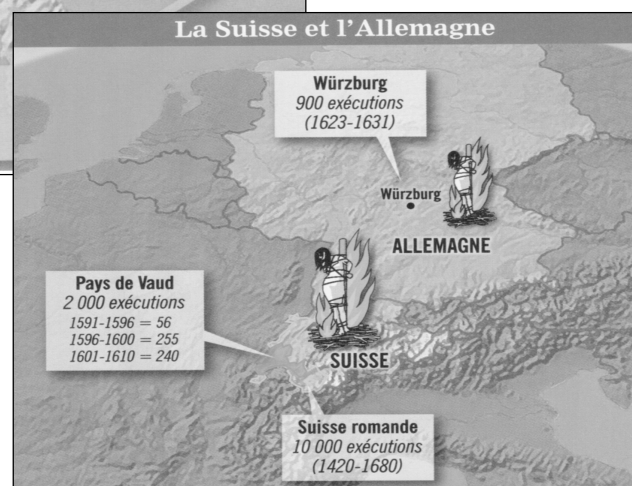 La Suisse et l'Allemagne
Würzburg
900 exécutions
(1623-1631)
Würzburg
ALLEMAGNE
Pays de Vaud
2 000 exécutions
1591-1596 = 56
1596-1600 = 255
1601-1610 = 240
SUISSE
Suisse romande
10 000 exécutions
(1420-1680)